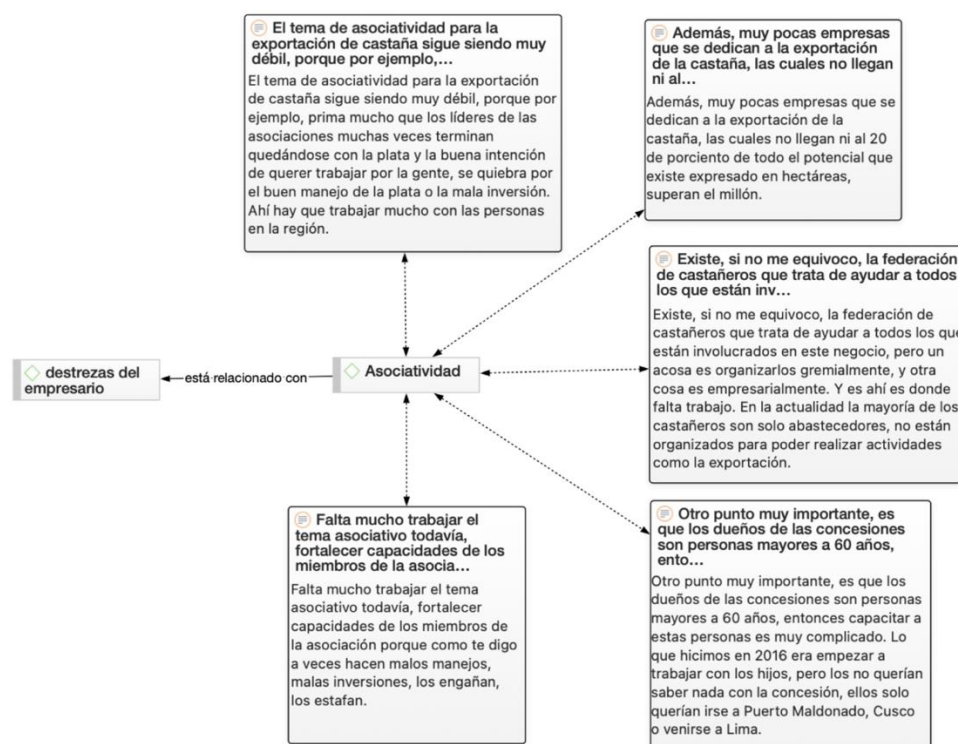 El tema de asociatividad para la
exportación de castaña sigue siendo muy
débil, porque por ejemplo,...
El tema de asociatividad para la exportación
de castaña sigue siendo muy débil, porque por
ejemplo, prima mucho que los líderes de las
asociaciones muchas veces terminan
quedándose con la plata y la buena intención
de querer trabajar por la gente, se quiebra por
el buen manejo de la plata o la mala inversión.
Ahí hay que trabajar mucho con las personas
en la región.
Además, muy pocas empresas
que se dedican a la exportación
de la castaña, las cuales no llegan
ni al...
Además, muy pocas empresas que se
dedican a la exportación de la
castaña, las cuales no llegan ni al 20
de porciento de todo el potencial que
existe expresado en hectáreas,
superan el millón.
Existe, si no me equivoco, la federación
de castañeros que trata de ayudar a todos
los que están inv...
Existe, si no me equivoco, la federación de
castañeros que trata de ayudar a todos los que
están involucrados en este negocio, pero un
acosa es organizarlos gremialmente, y otra
cosa es empresarialmente. Y es ahí es donde
falta trabajo. En la actualidad la mayoría de los
castañeros son solo abastecedores, no están
organizados para poder realizar actividades
como la exportación.
destrezas del
empresario
está relacionado con
Asociatividad
Falta mucho trabajar el
tema asociativo todavía,
fortalecer capacidades de los
miembros de la asocia...
Falta mucho trabajar el tema
asociativo todavía, fortalecer
capacidades de los miembros de
la asociación porque como te digo
a veces hacen malos manejos,
malas inversiones, los engañan,
los estafan.
Otro punto muy importante, es
que los dueños de las concesiones
son personas mayores a 60 años,
ento...
Otro punto muy importante, es que los
dueños de las concesiones son personas
mayores a 60 años, entonces capacitar a
estas personas es muy complicado. Lo
que hicimos en 2016 era empezar a
trabajar con los hijos, pero los no querían
saber nada con la concesión, ellos solo
querían irse a Puerto Maldonado, Cusco
o venirse a Lima.